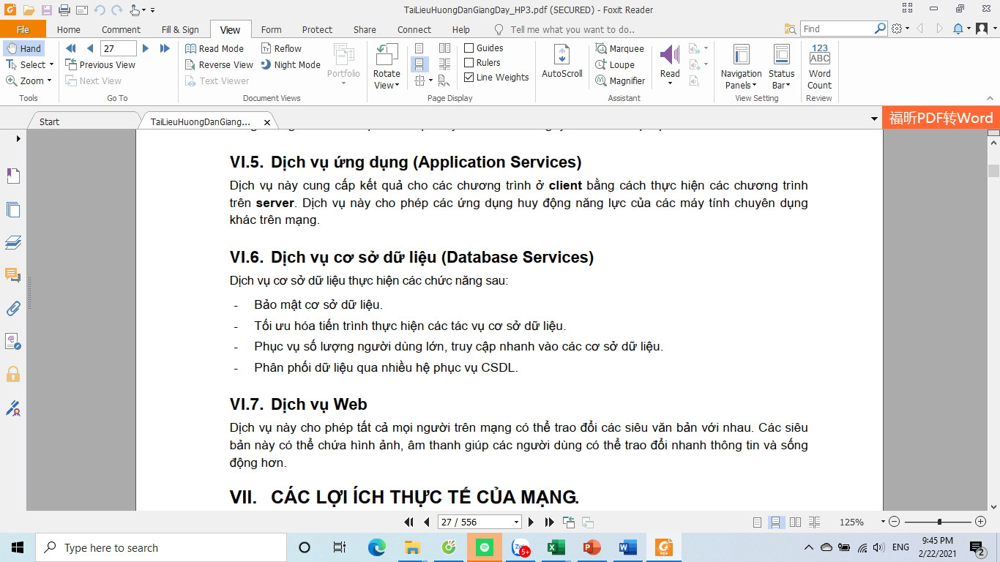 TaiLieuHuongDanGiangDay_HP3.pdf (SECURED) - Foxit Reader
File Home Comment Fill & Sign View Form Protect Share Connect Help Tell me what you want to do.. Find
Hand 27 Read Mode Reflow Guides Marquee
Select Previous View Reverse View Night Mode Portfolio Rotate View Rulers AutoScroll Loupe Read Navigation Panels Status Bar Word Count
Zoom Next View Text Viewer Line Weights Magnifier
Tools Go To Document Views Page Display Assistant View Setting Review
Start TaiLieuHuongDanGiang... 福昕PDF转Word
VI.5. Dịch vụ ứng dụng (Application Services)
Dịch vụ này cung cấp kết quả cho các chương trình ở client bằng cách thực hiện các chương trình
trên server. Dịch vụ này cho phép các ứng dụng huy động năng lực của các máy tính chuyên dụng
khác trên mạng.
VI.6. Dịch vụ cơ sở dữ liệu (Database Services)
Dịch vụ cơ sở dữ liệu thực hiện các chức năng sau:
- Bảo mật cơ sở dữ liệu.
- Tối ưu hóa tiến trình thực hiện các tác vụ cơ sở dữ liệu.
- Phục vụ số lượng người dùng lớn, truy cập nhanh vào các cơ sở dữ liệu.
- Phân phối dữ liệu qua nhiều hệ phục vụ CSDL.
VI.7. Dịch vụ Web
Dịch vụ này cho phép tất cả mọi người trên mạng có thể trao đổi các siêu văn bản với nhau. Các siêu
bản này có thể chứa hình ảnh, âm thanh giúp các người dùng có thể trao đổi nhanh thông tin và sống
động hơn.
VII. CÁC LỢI ÍCH THỰC TẾ CỦA MẠNG.
27 / 556 125%
Type here to search ENG 9:45 PM
2/22/2021